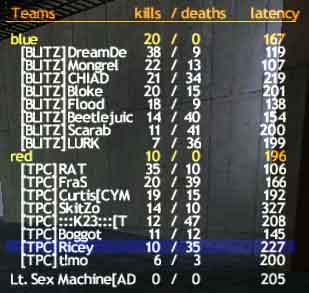 Teams kills / deaths latency
blue 20 / 0 167
[BLITZ]DreamDe 38 / 9 119
[BLITZ]Mongrel 22 / 13 107
[BLITZ]CHIAD 21 / 34 219
[BLITZ]Bloke 20 / 15 201
[BLITZ]Flood 9 / 9 138
[BLITZ]Beetlejuic 14 / 40 154
[BLITZ]Scarab 11 / 41 200
[BLITZ]LURK 7 / 36 199
red 10 / 0 196
[TPC]RAT 35 / 10 106
[TPC]FraS 20 / 39 166
[TPC]Curtis[CYM 19 / 15 192
[TPC]SkitZo 14 / 10 327
[TPC]:::K23:::[T 12 / 47 208
[TPC]Boggot 11 / 12 145
[TPC]Ricey 10 / 35 227
[TPC]t!mo 6 / 3 200
Lt. Sex Machine[AD 0 / 0 205